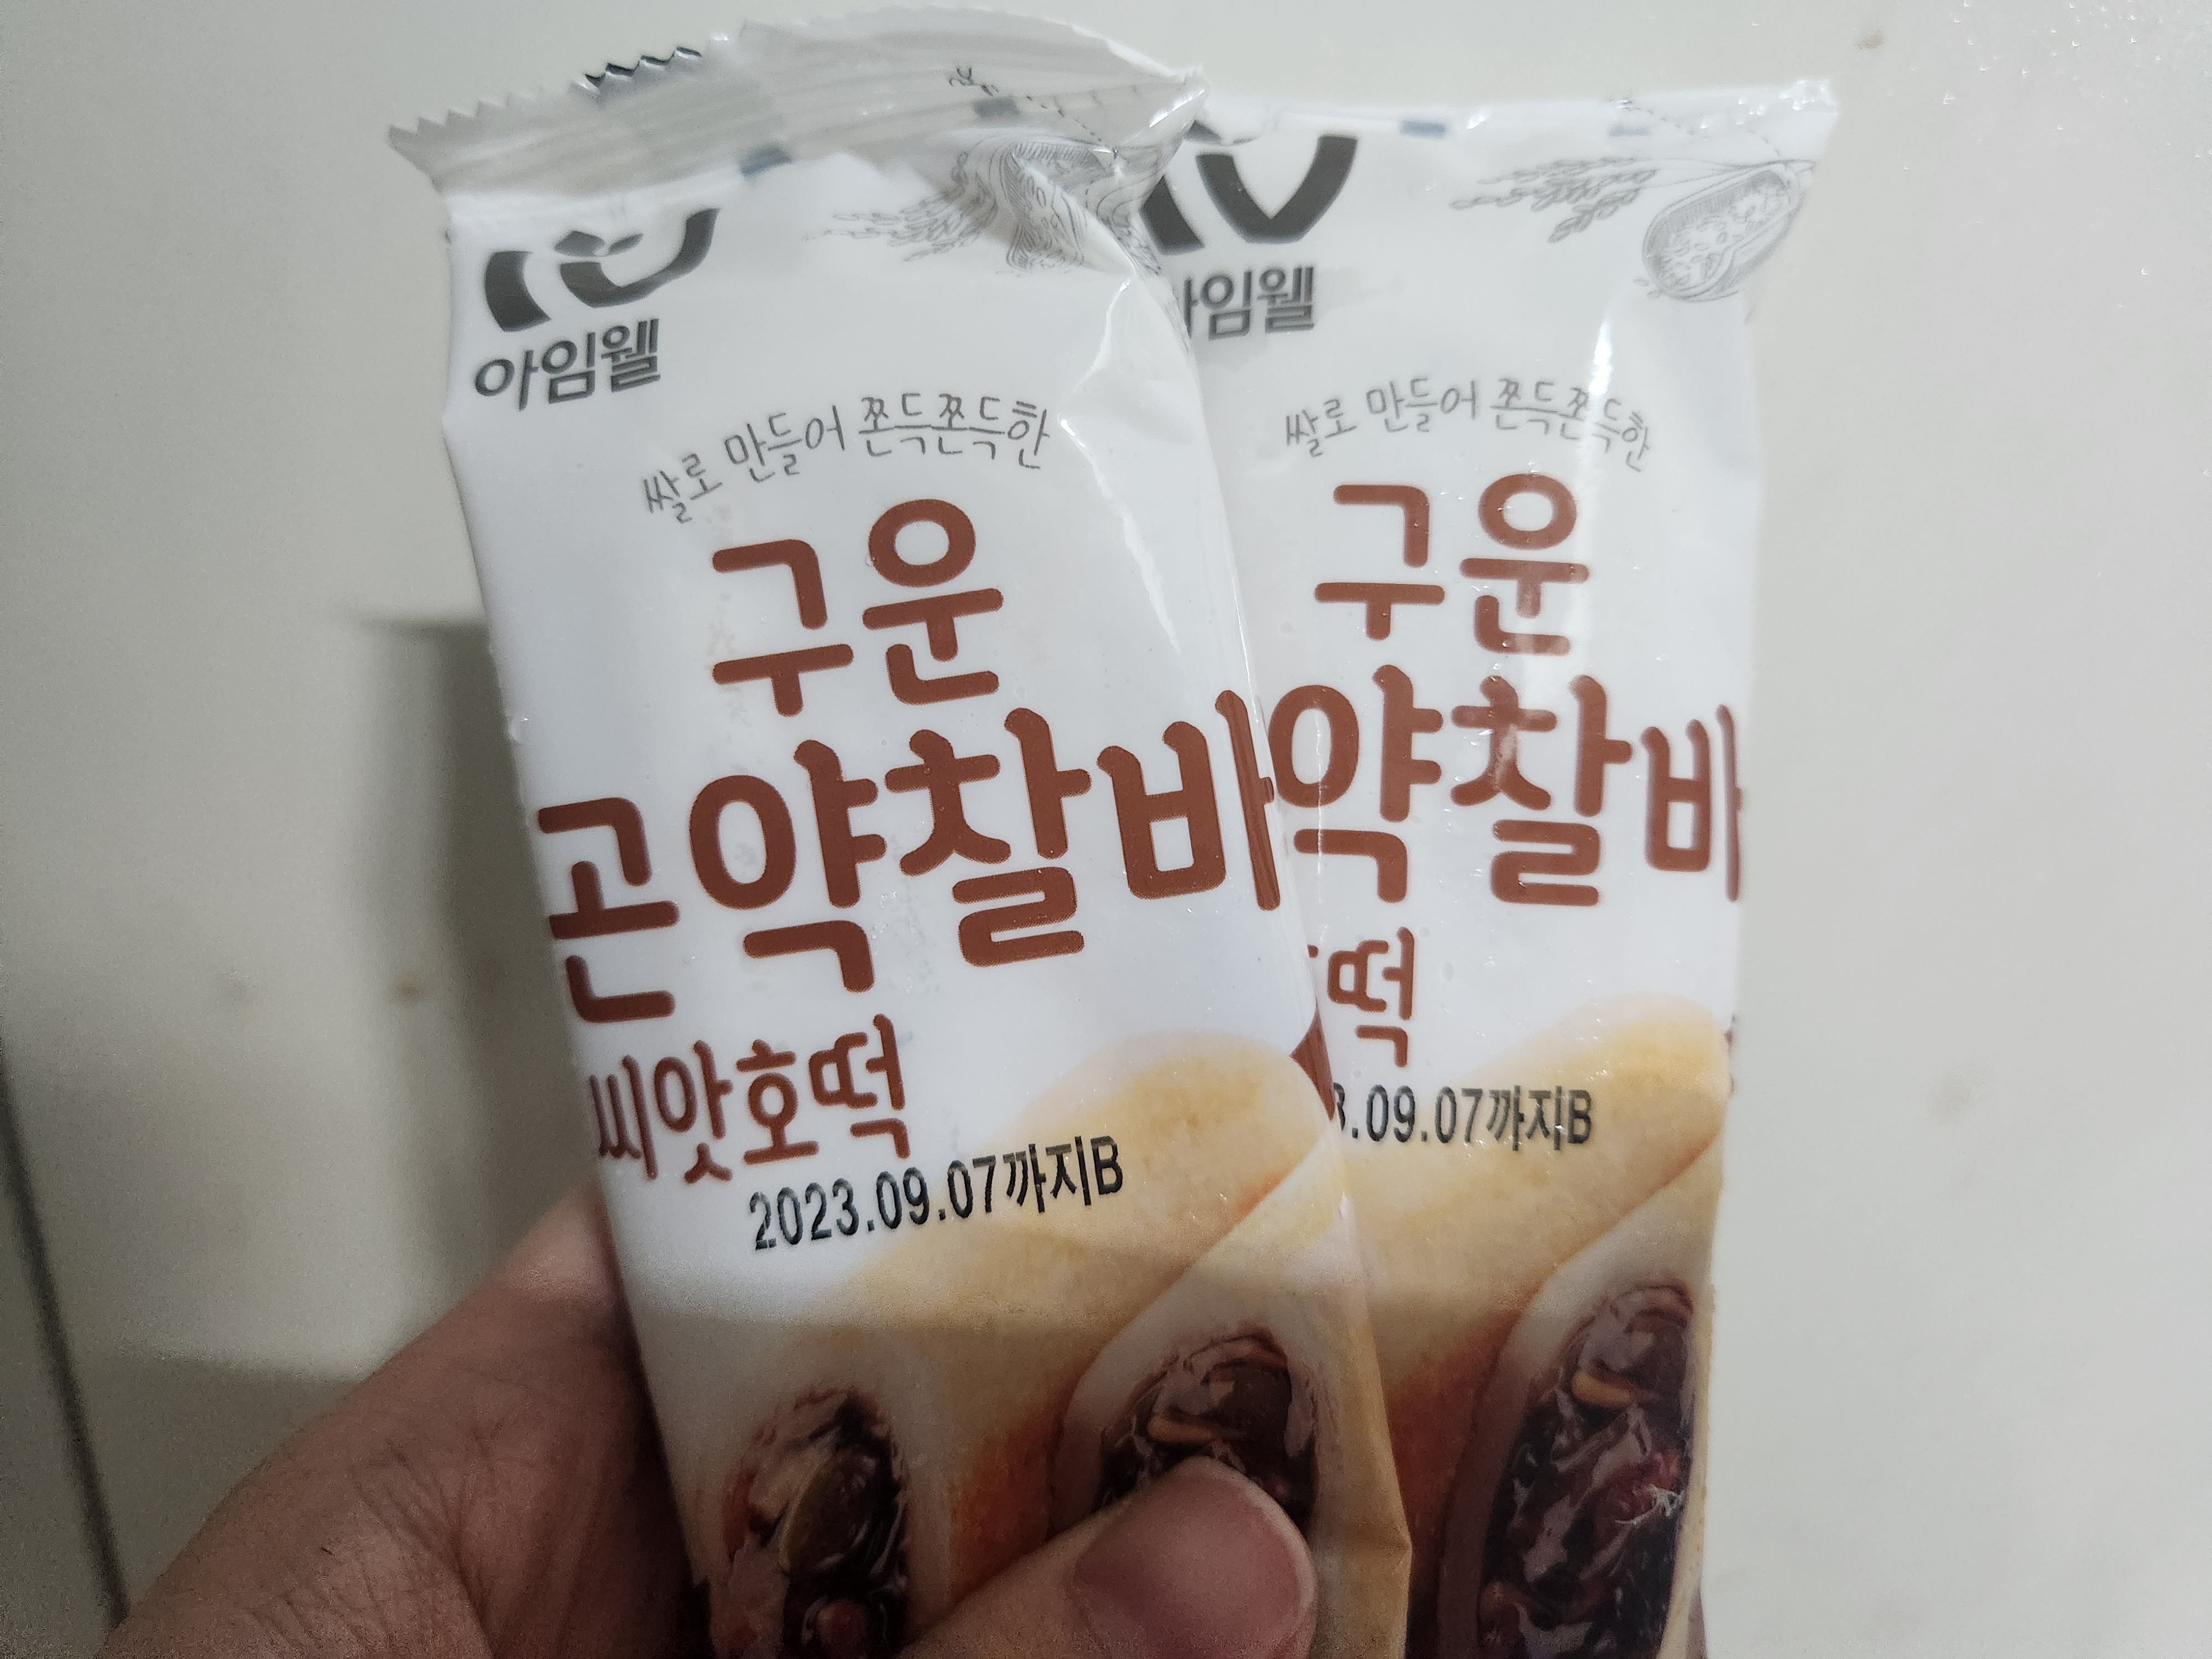 아임웰
쌀로 만들어 쫀득쫀득한
구운
곤약찰바
씨앗호떡
2023.09.07까지B
아임웰
쌀로 만들어 쫀득쫀득한
구운
약찰바
떡
.09.07까지B